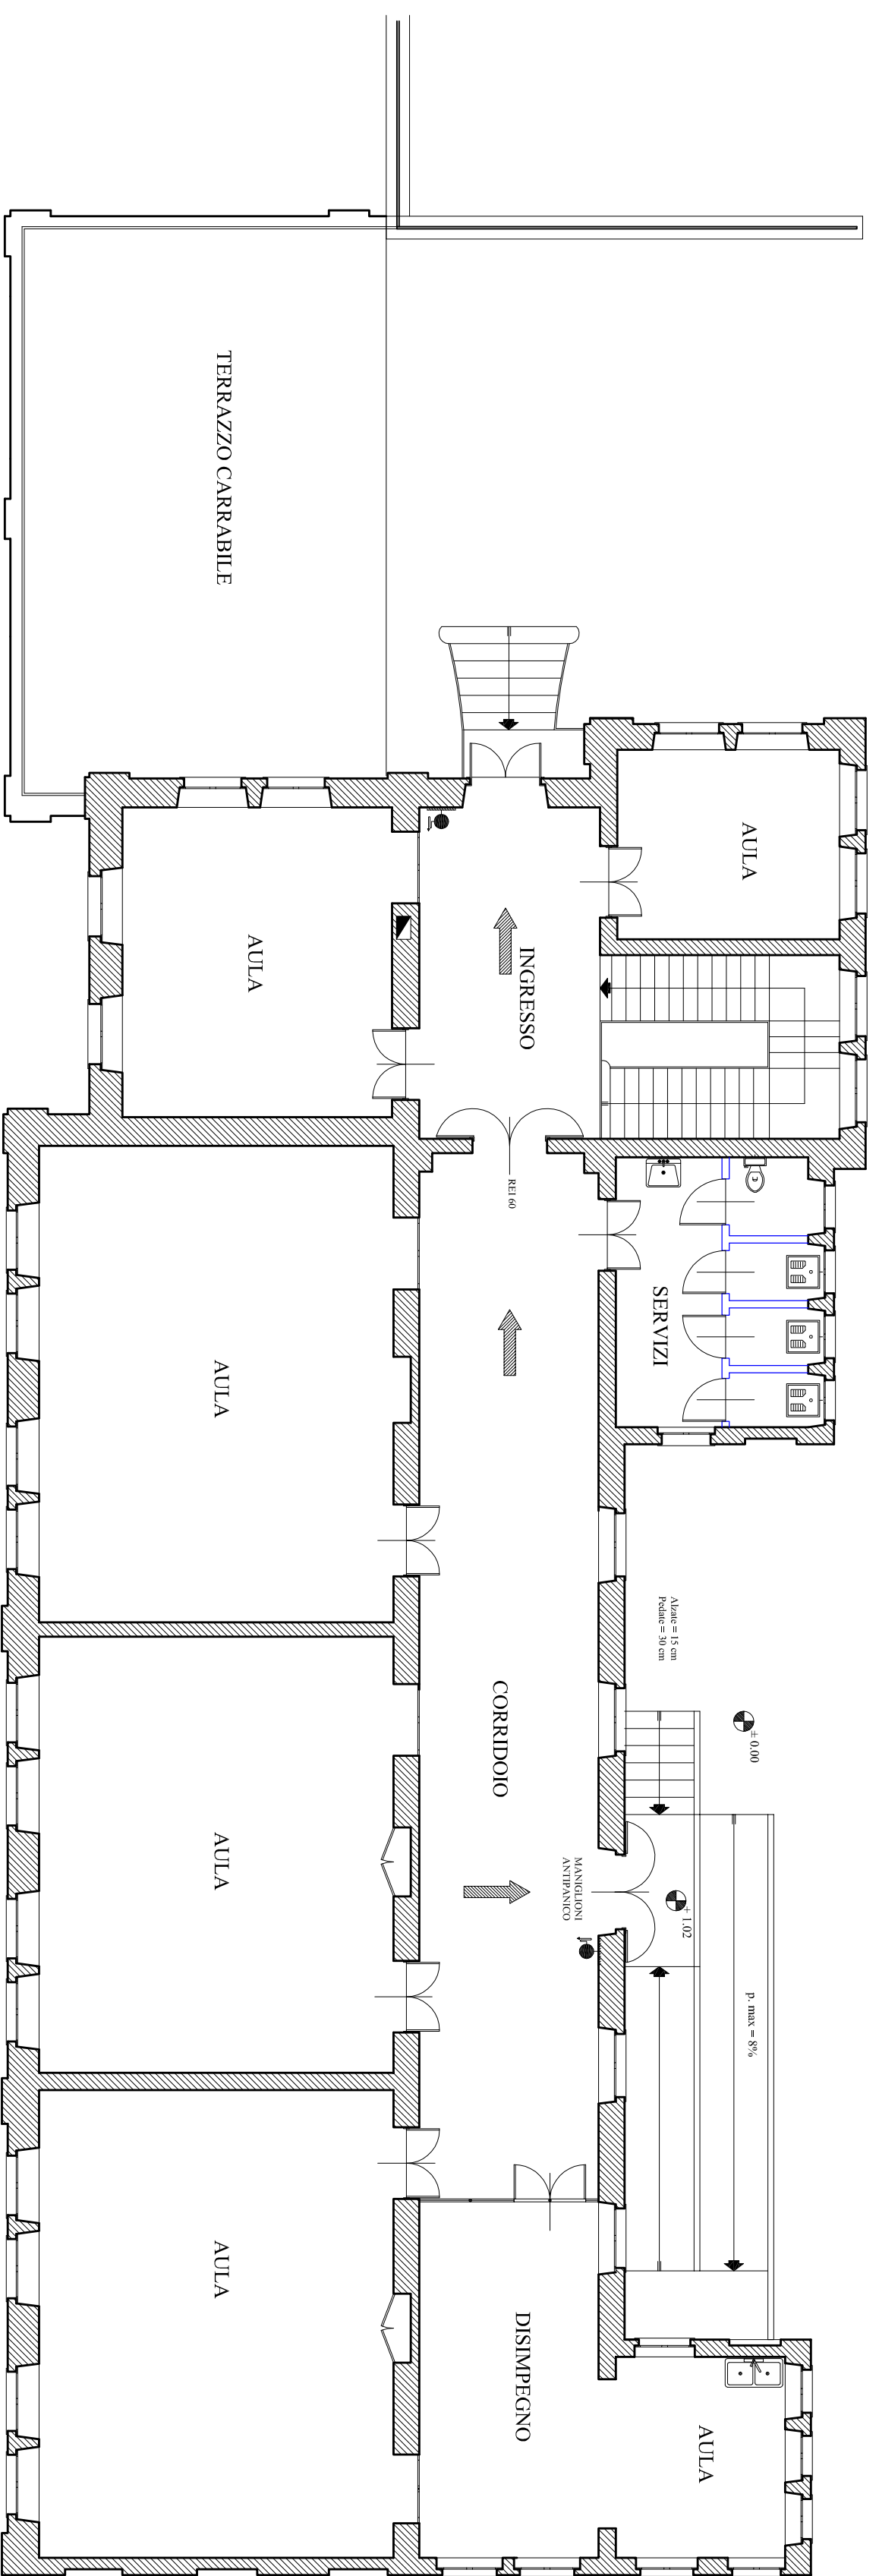 TERRAZZO CARRABILE
AULA
AULA
INGRESSO
REI 60
SERVIZI
AULA
Alzate = 15 cm
Pedate = 30 cm
± 0.00
CORRIDOIO
AULA
MANIGLIONI
ANTIPANICO
+ 1.02
p. max = 8%
AULA
DISIMPEGNO
AULA